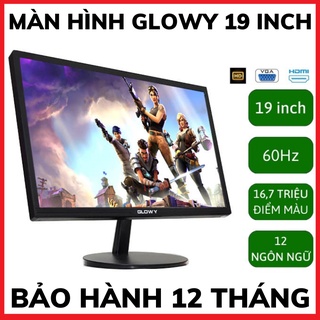 MÀN HÌNH GLOWY 19 INCH
HD
VGA
HDMI
19 inch
60Hz
16,7 TRIỆU
ĐIỂM MÀU
12
NGÔN NGỮ
GLOWY
BẢO HÀNH 12 THÁNG